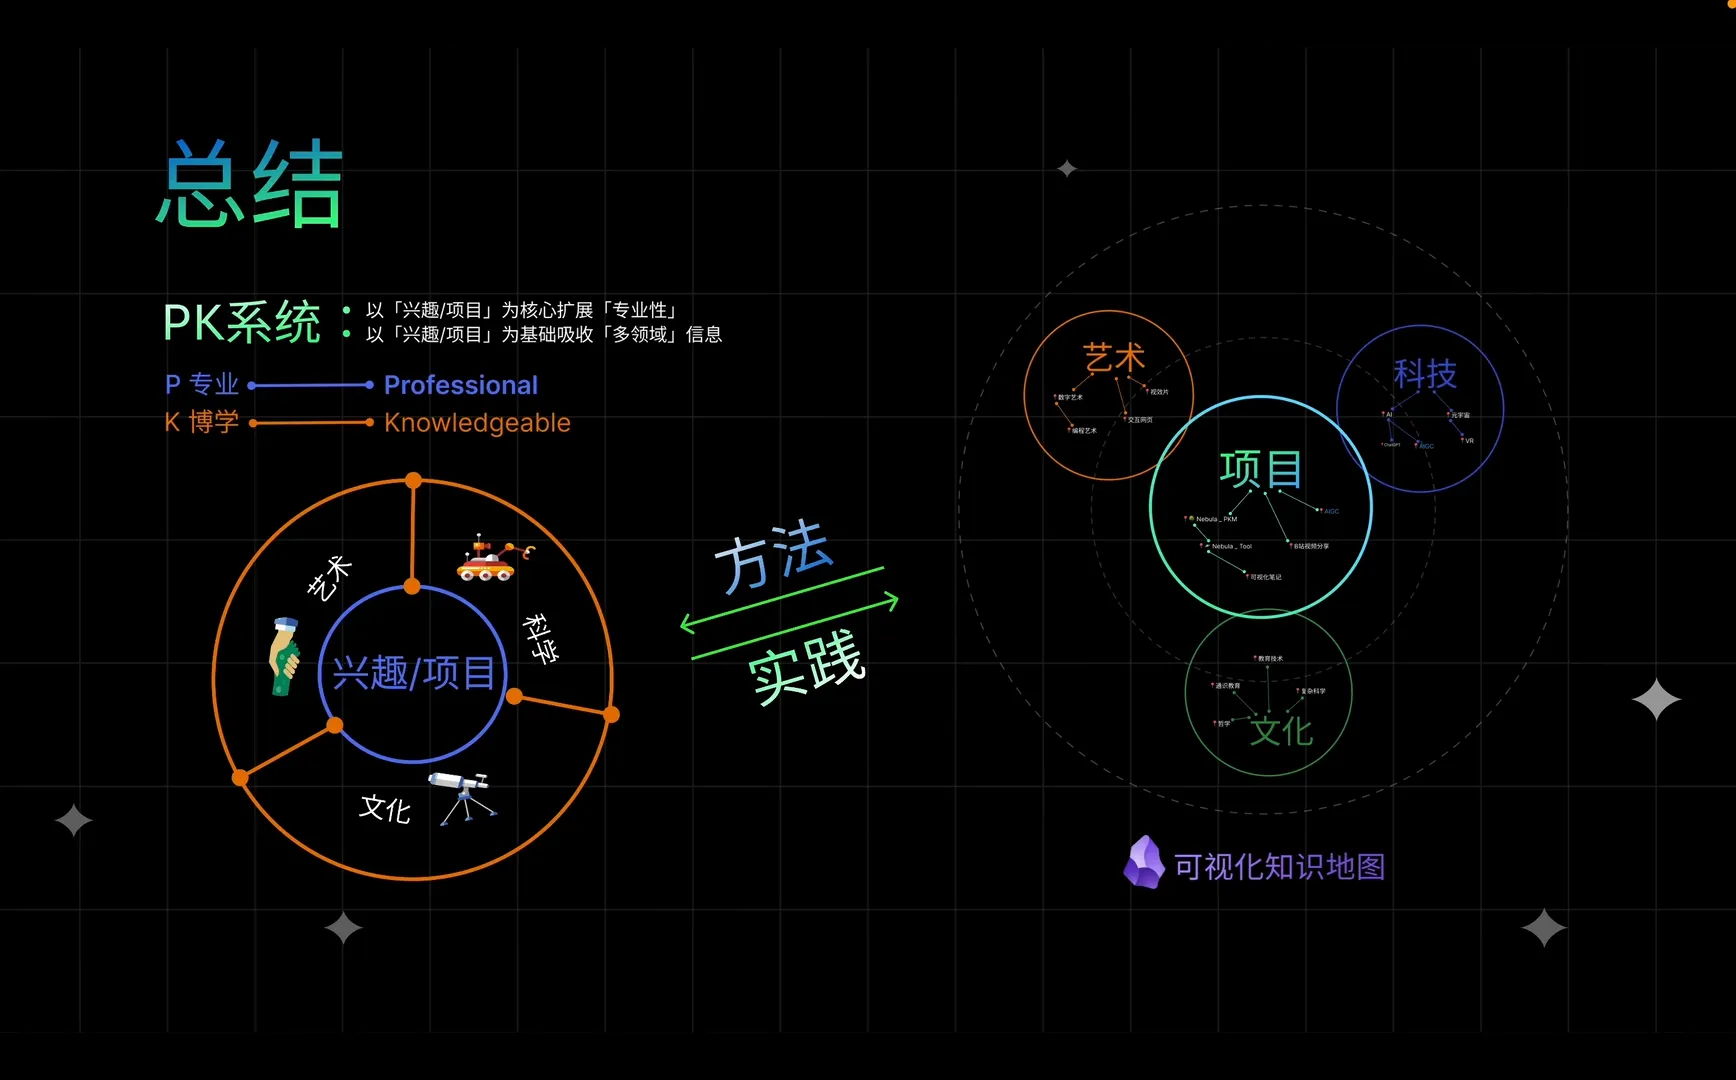 总结
PK系统：
以「兴趣/项目」为核心扩展「专业性」
以「兴趣/项目」为基础吸收「多领域」信息
P 专业
Professional
K 博学
Knowledgeable
艺术
科学
兴趣/项目
文化
方法
实践
艺术
数字艺术
视效片
交互网页
编程艺术
科技
AI
元宇宙
ChatGPT
AIGC
VR
项目
Nebula _ PKM
AIGC
Nebula _ Tool
B站视频分享
可视化笔记
教育技术
通识教育
复杂科学
哲学
文化
可视化知识地图